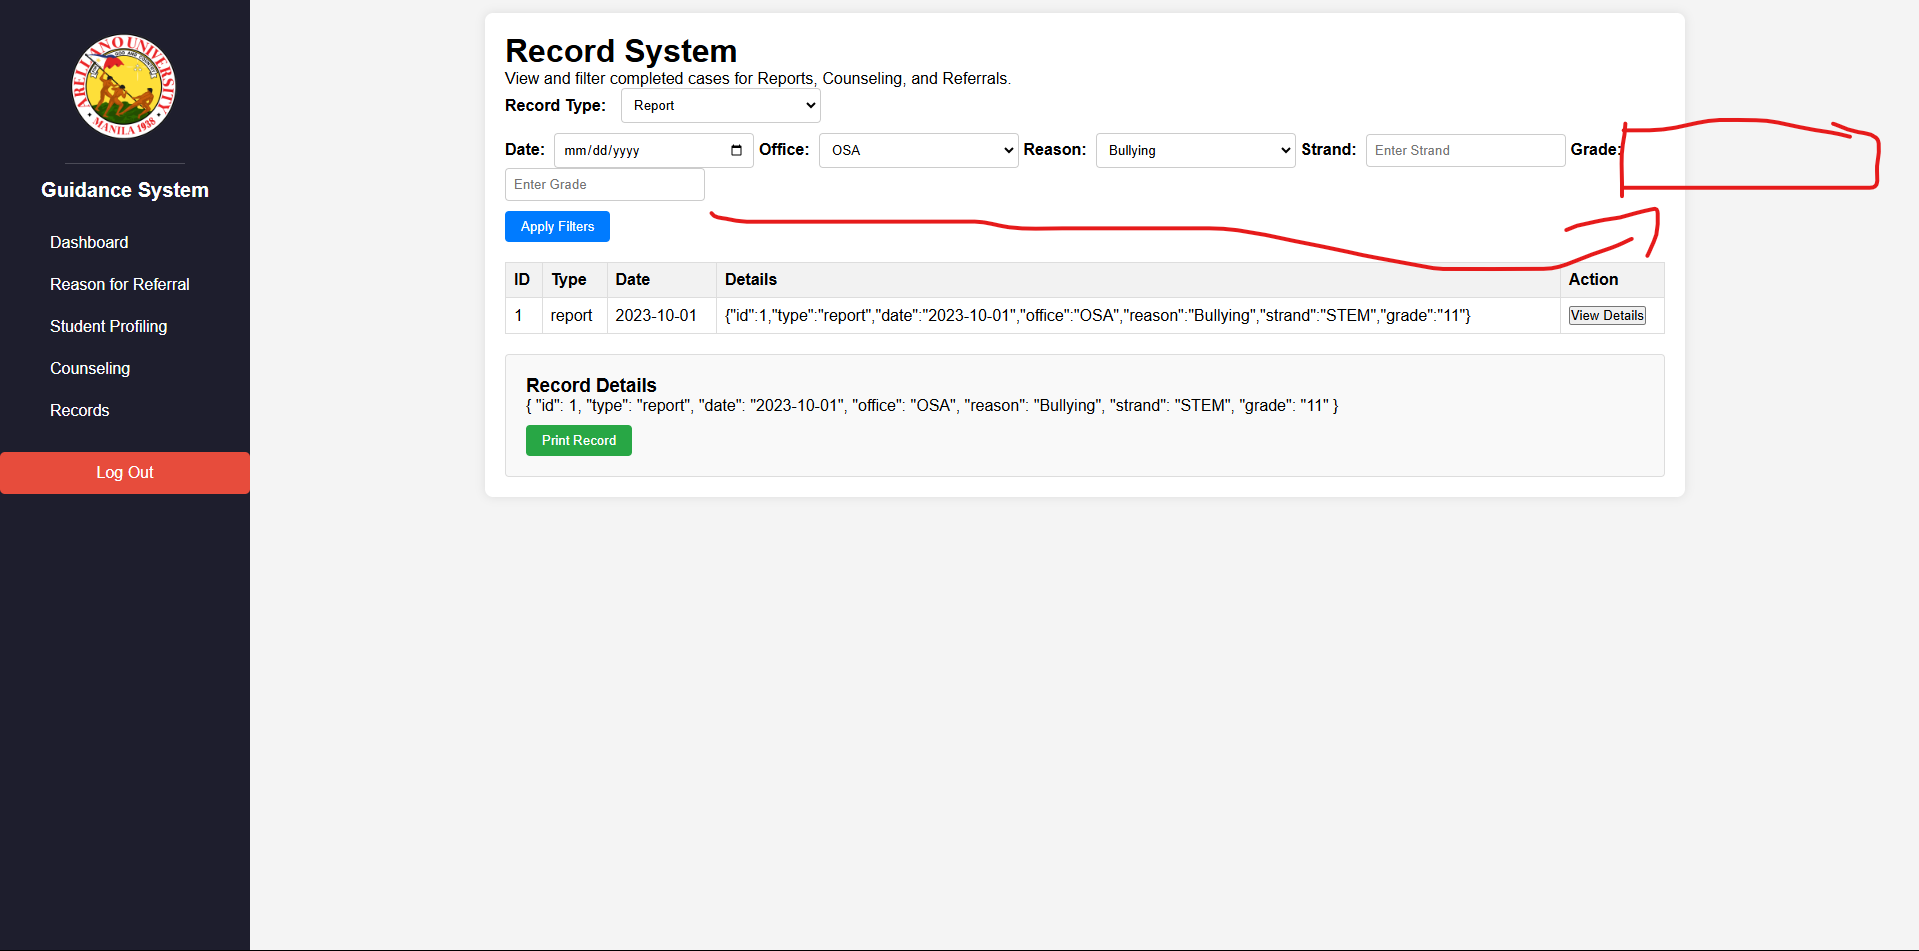 ARELLANO UNIVERSITY
MANILA 1938
Guidance System
Dashboard
Reason for Referral
Student Profiling
Counseling
Records
Log Out
Record System
View and filter completed cases for Reports, Counseling, and Referrals.
Record Type: Report
Date: mm/dd/yyyy Office: OSA Reason: Bullying Strand: Enter Strand Grade:
Enter Grade
Apply Filters
ID Type Date Details Action
1 report 2023-10-01 {"id":1,"type":"report","date":"2023-10-01","office":"OSA","reason":"Bullying","strand":"STEM","grade":"11"} View Details
Record Details
{ "id": 1, "type": "report", "date": "2023-10-01", "office": "OSA", "reason": "Bullying", "strand": "STEM", "grade": "11" }
Print Record